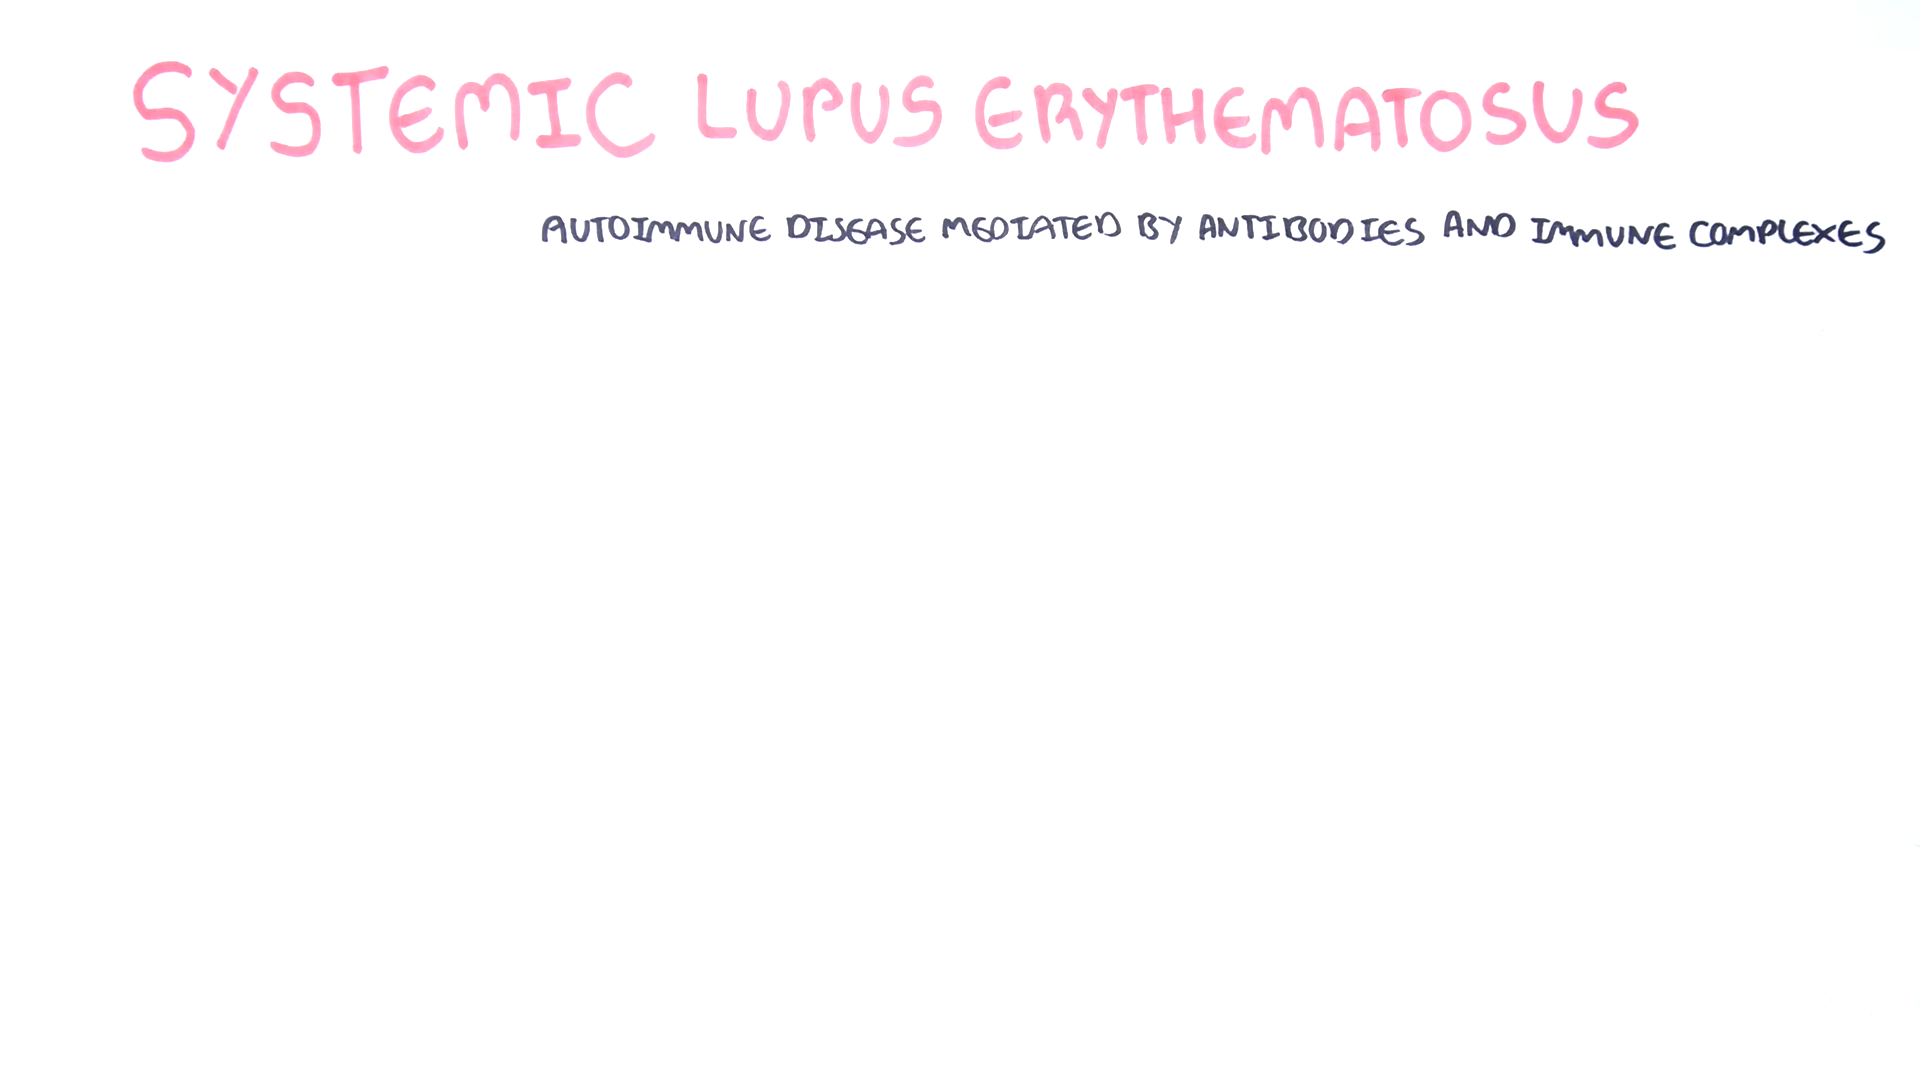 SYSTEMIC LUPUS ERYTHEMATOSUS
AUTOIMMUNE DISEASE MEDIATED BY ANTIBODIES AND IMMUNE COMPLEXES